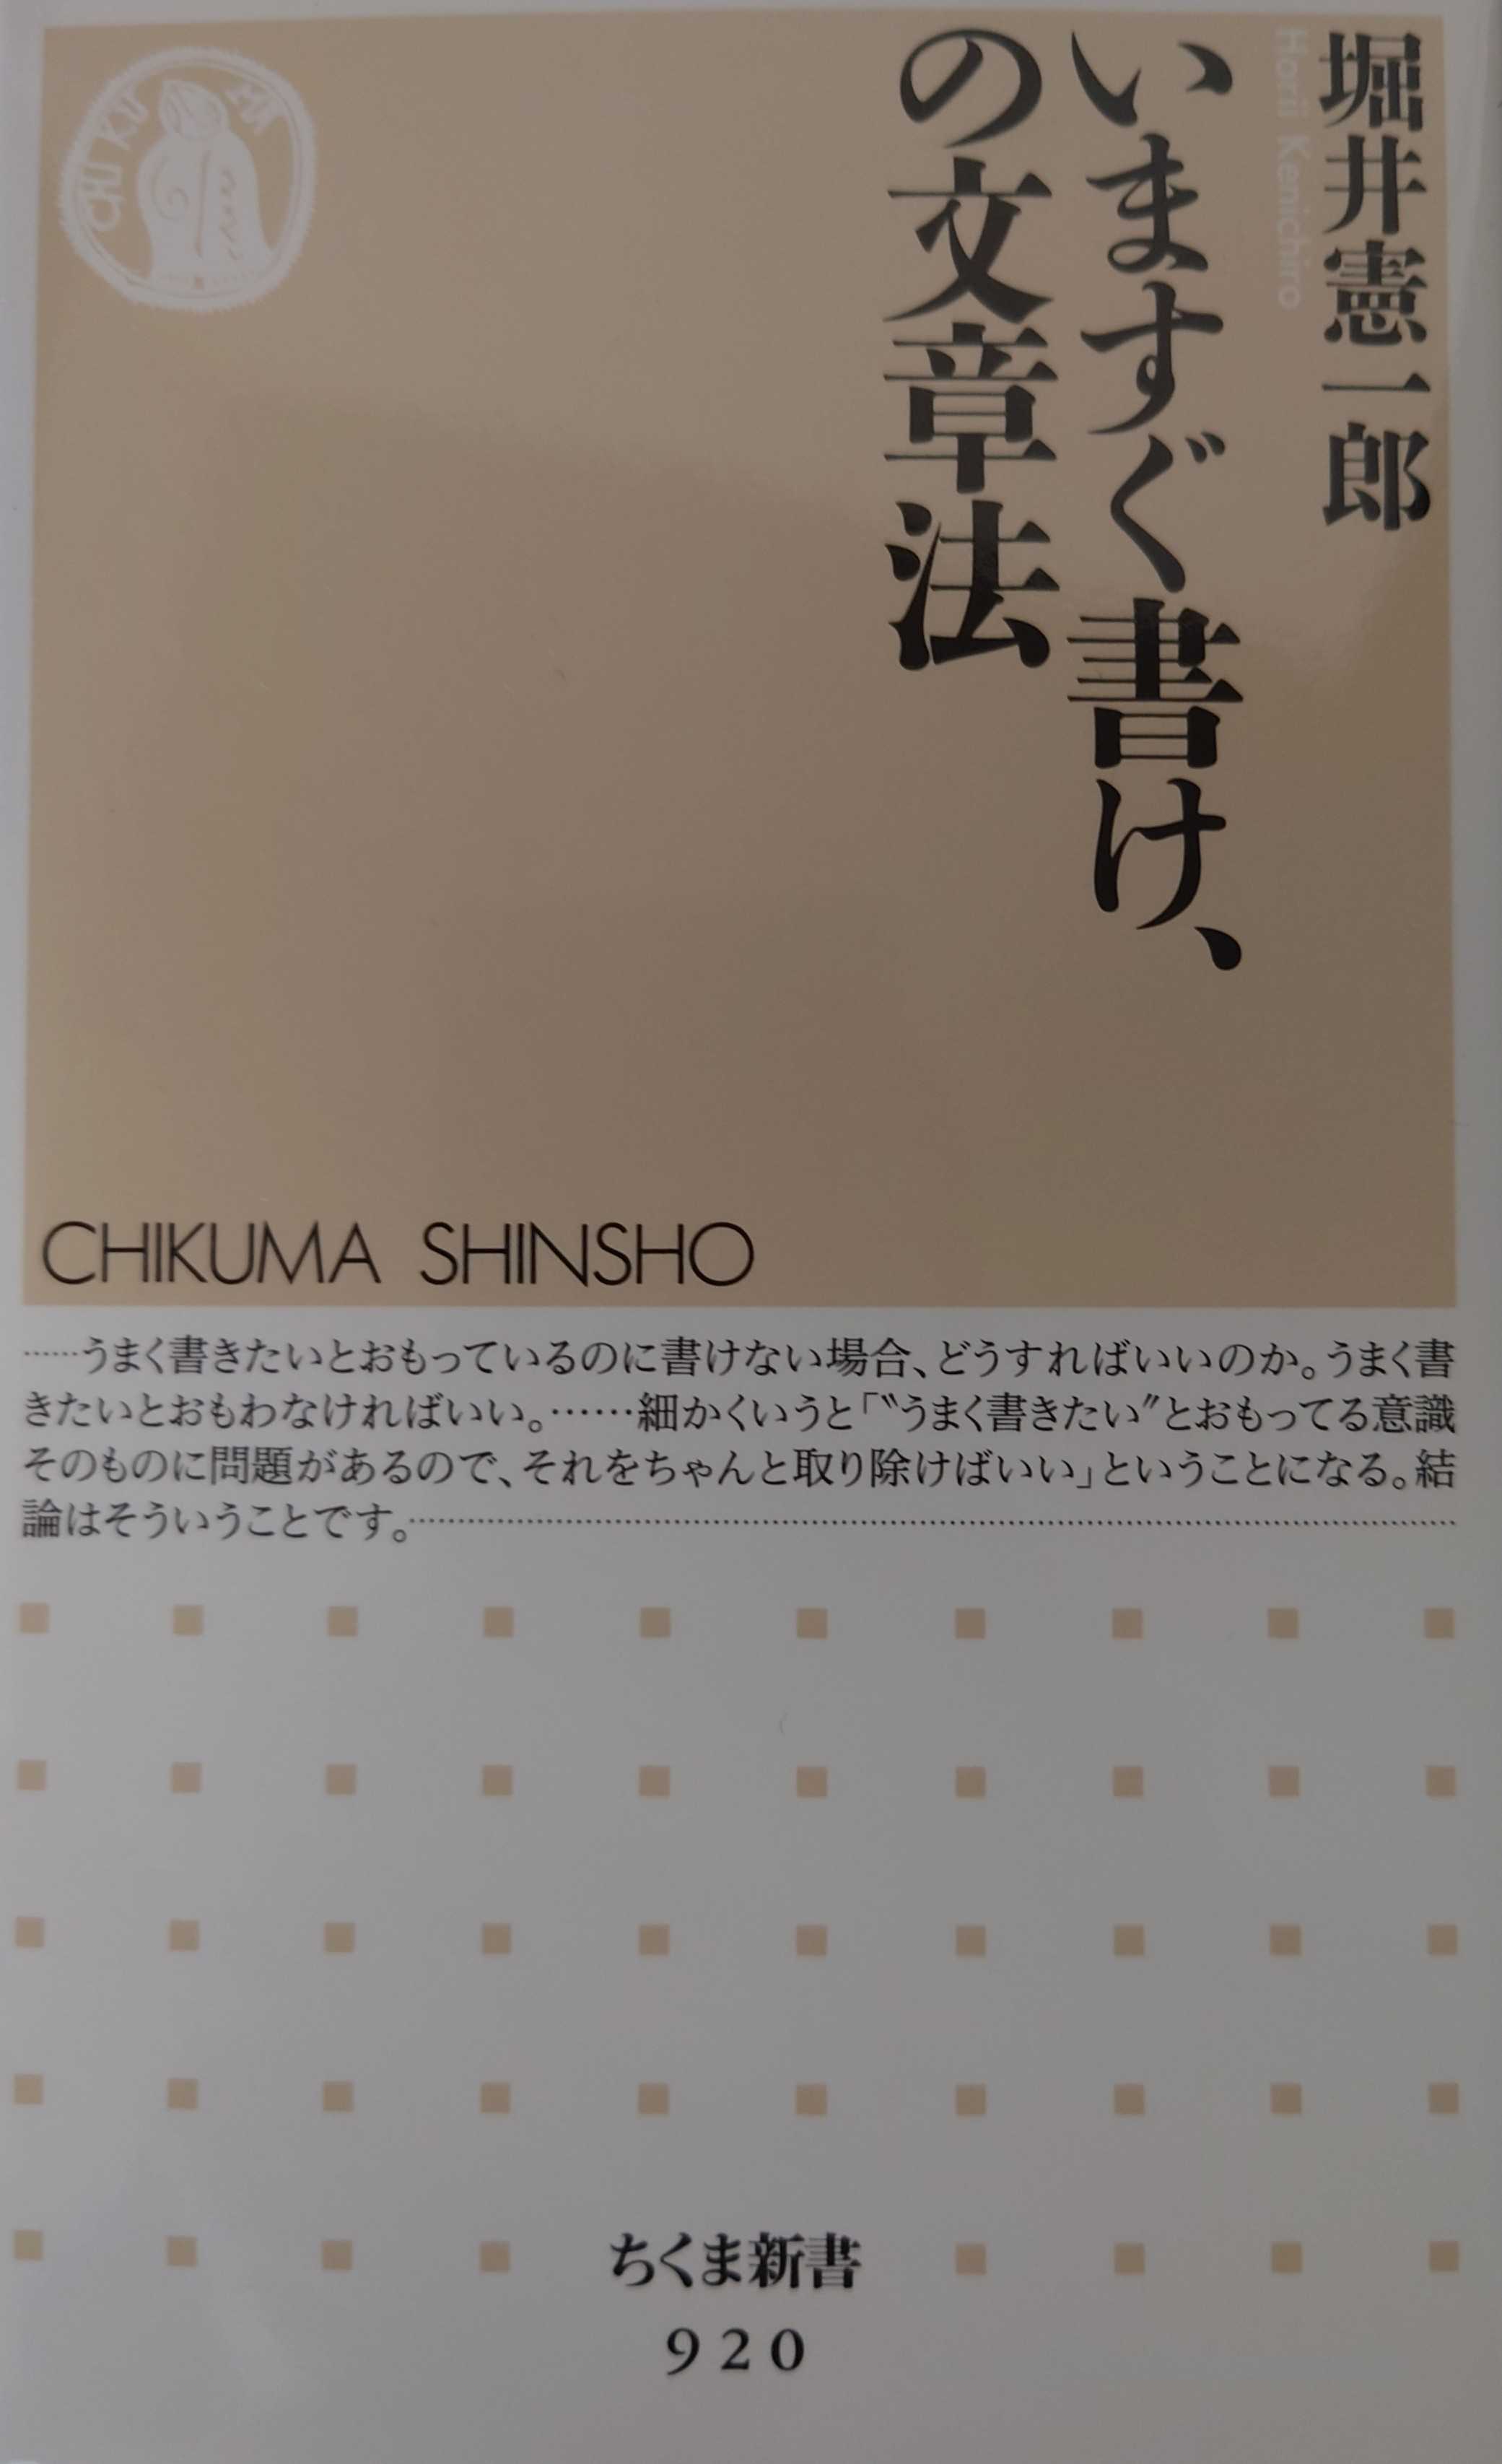 堀井憲一郎
Horii Kenichiro
いますぐ書け、
の文章法
CHIKUMA
CHIKUMA SHINSHO
……うまく書きたいとおもっているのに書けない場合、どうすればいいのか。うまく書
きたいとおもわなければいい。……細かくいうと「〝うまく書きたい〟とおもってる意識
そのものに問題があるので、それをちゃんと取り除けばいい」ということになる。結
論はそういうことです。……………………………………………………
ちくま新書
920